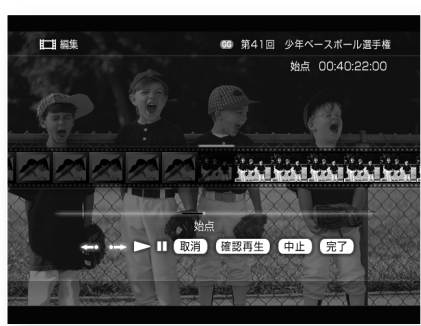 編集
GG 第41回 少年ベースボール選手権
始点 00:40:22:00
始点
取消 確認再生 中止 完了